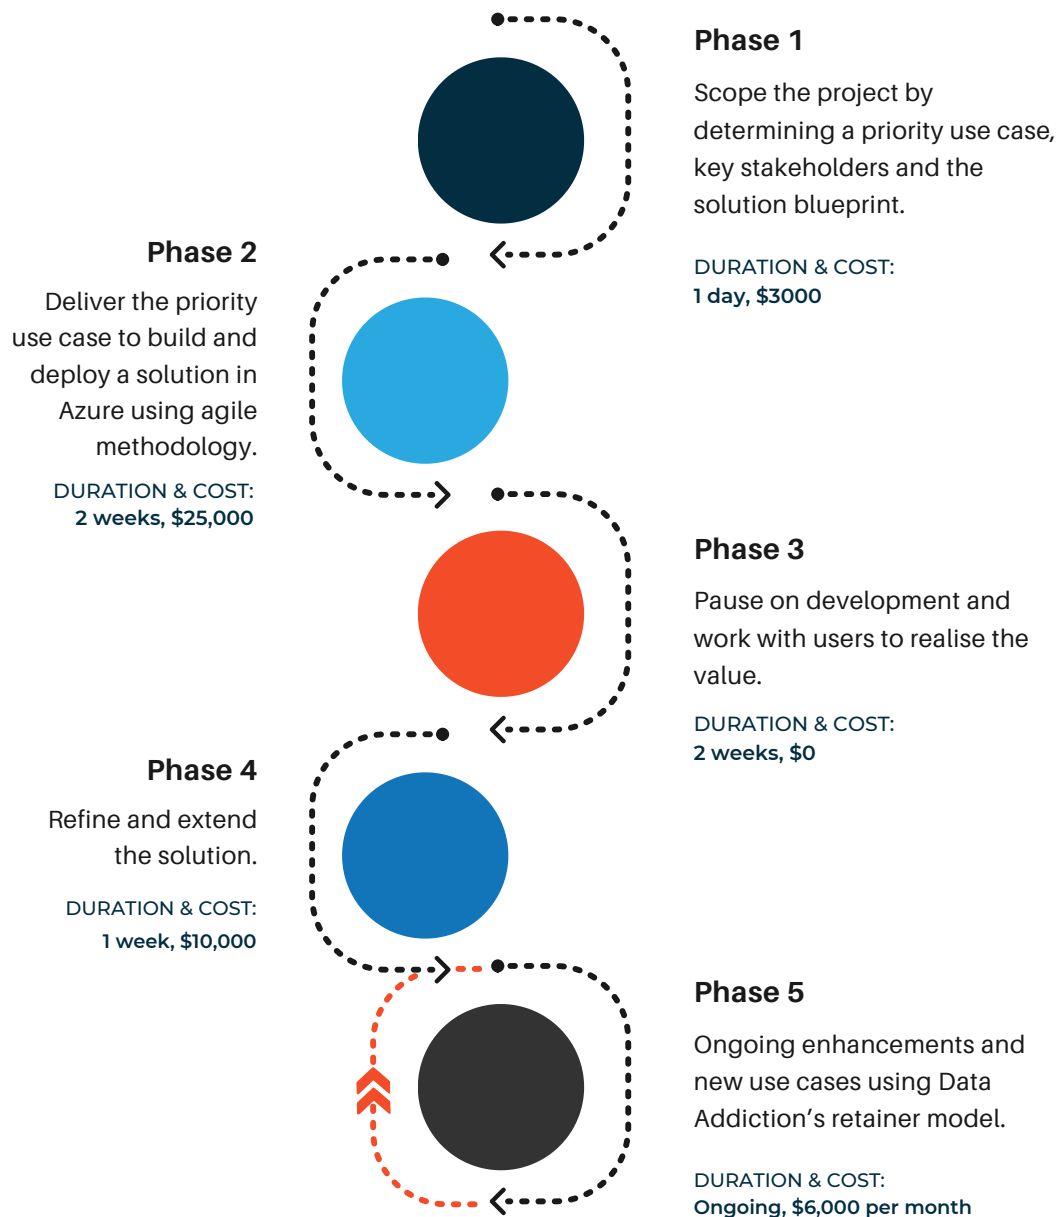 Phase 1
Scope the project by
determining a priority use case,
key stakeholders and the
solution blueprint.
DURATION & COST:
1 day, $3000
Phase 2
Deliver the priority
use case to build and
deploy a solution in
Azure using agile
methodology.
DURATION & COST:
2 weeks, $25,000
Phase 3
Pause on development and
work with users to realise the
value.
DURATION & COST:
2 weeks, $0
Phase 4
Refine and extend
the solution.
DURATION & COST:
1 week, $10,000
Phase 5
Ongoing enhancements and
new use cases using Data
Addiction’s retainer model.
DURATION & COST:
Ongoing, $6,000 per month